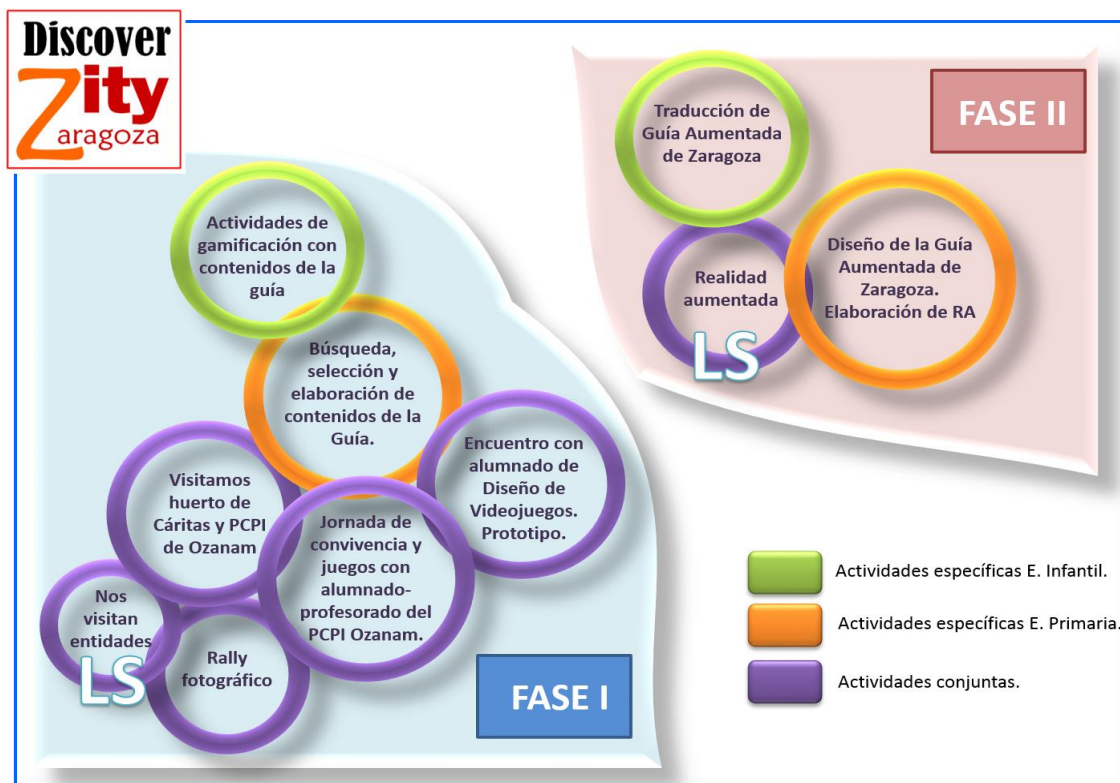 Discover
Zity
Zaragoza
Actividades de
gamificación con
contenidos de la
guía
Búsqueda,
selección y
elaboración de
contenidos de la
Guía.
Visitamos
huerto de
Cáritas y PCPI
de Ozanam
Encuentro con
alumnado de
Diseño de
Videojuegos.
Prototipo.
Jornada de
convivencia y
juegos con
alumnado-
profesorado del
PCPI Ozanam.
Nos
visitan
entidades
LS
Rally
fotográfico
FASE I
Traducción de
Guía Aumentada
de Zaragoza
FASE II
Realidad
aumentada
LS
Diseño de la Guía
Aumentada de
Zaragoza.
Elaboración de RA
Actividades específicas E. Infantil.
Actividades específicas E. Primaria.
Actividades conjuntas.